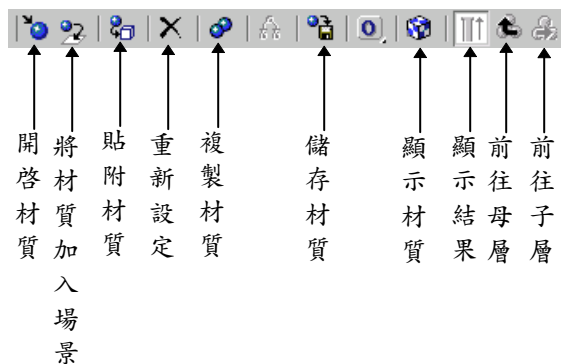 0
開啓材質
將材質加入場景
貼附材質
重新設定
複製材質
儲存材質
顯示材質
顯示結果
前往母層
前往子層